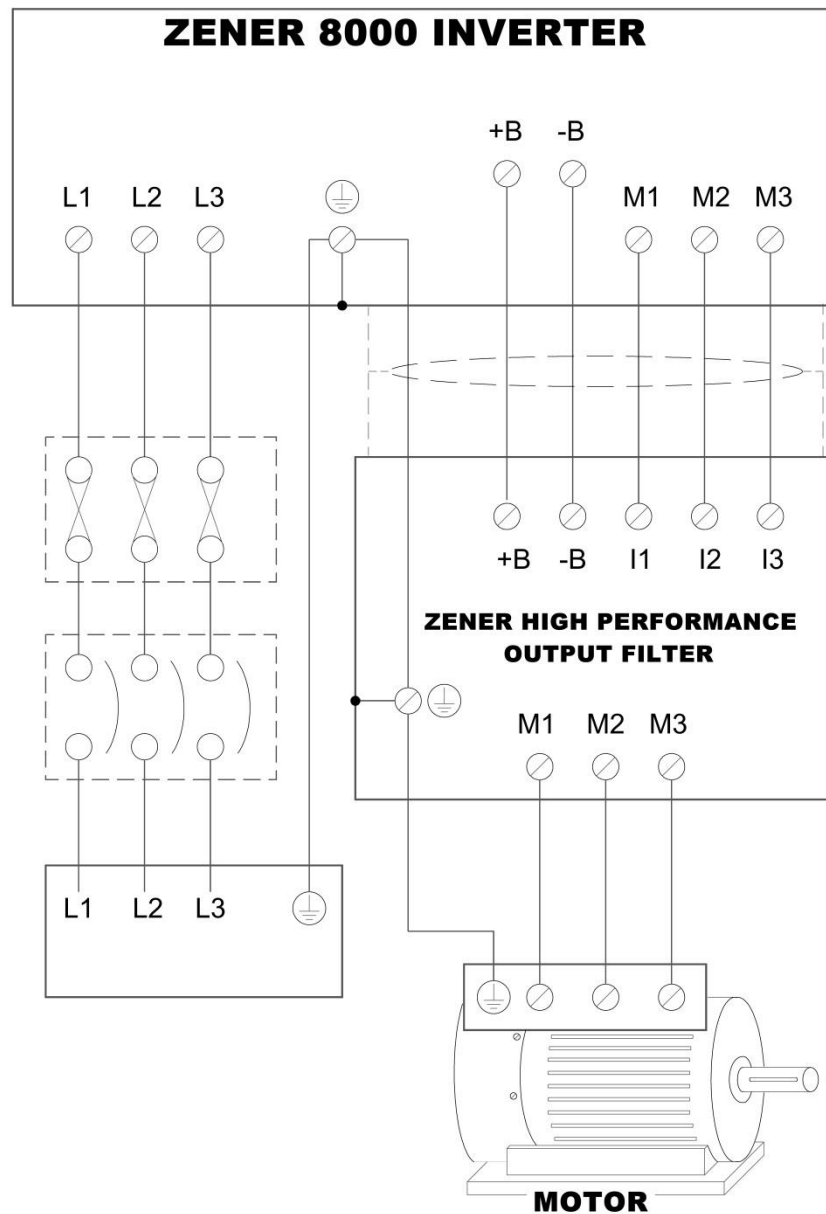 ZENER 8000 INVERTER
+B -B
L1 L2 L3
M1 M2 M3
+B -B I1 I2 I3
ZENER HIGH PERFORMANCE
OUTPUT FILTER
M1 M2 M3
L1 L2 L3
MOTOR